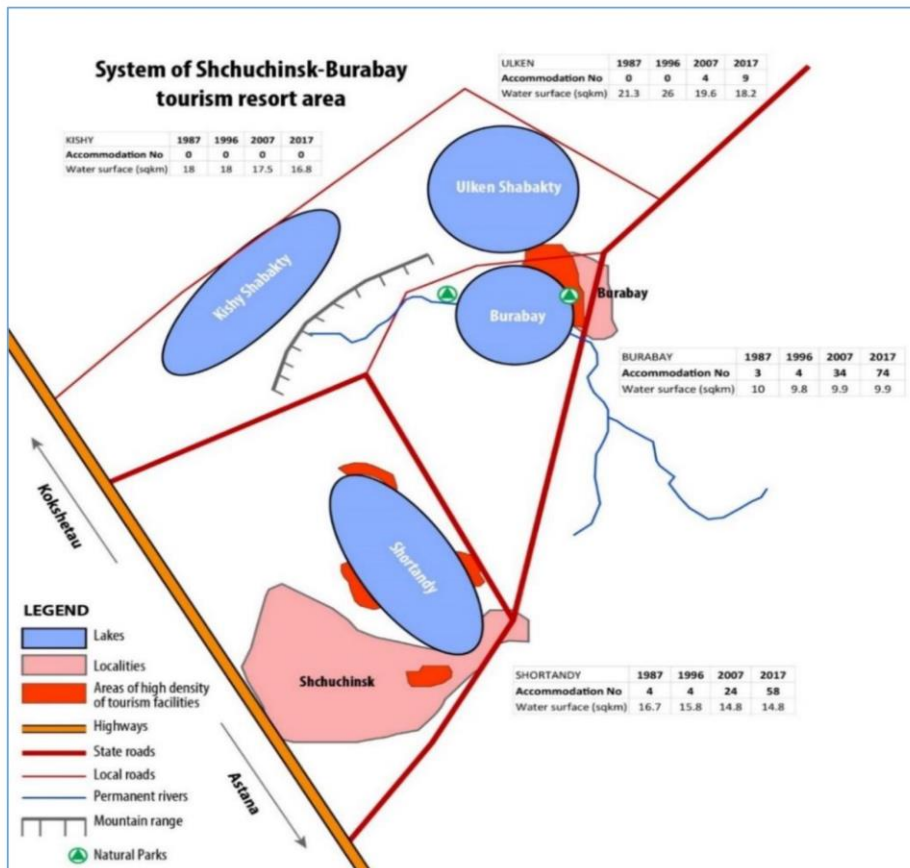 System of Shchuchinsk-Burabay
tourism resort area
ULKEN 1987 1996 2007 2017
Accommodation No 0 0 4 9
Water surface (sqkm) 21.3 26 19.6 18.2
KISHY 1987 1996 2007 2017
Accommodation No 0 0 0 0
Water surface (sqkm) 18 18 17.5 16.8
Ulken Shabakty
Kishy Shabakty
Burabay
Burabay
BURABAY 1987 1996 2007 2017
Accommodation No 3 4 34 74
Water surface (sqkm) 10 9.8 9.9 9.9
Kokshetau
Shortandy
Shchuchinsk
SHORTANDY 1987 1996 2007 2017
Accommodation No 4 4 24 58
Water surface (sqkm) 16.7 15.8 14.8 14.8
Astana
LEGEND
Lakes
Localities
Areas of high density
of tourism facilities
Highways
State roads
Local roads
Permanent rivers
Mountain range
Natural Parks